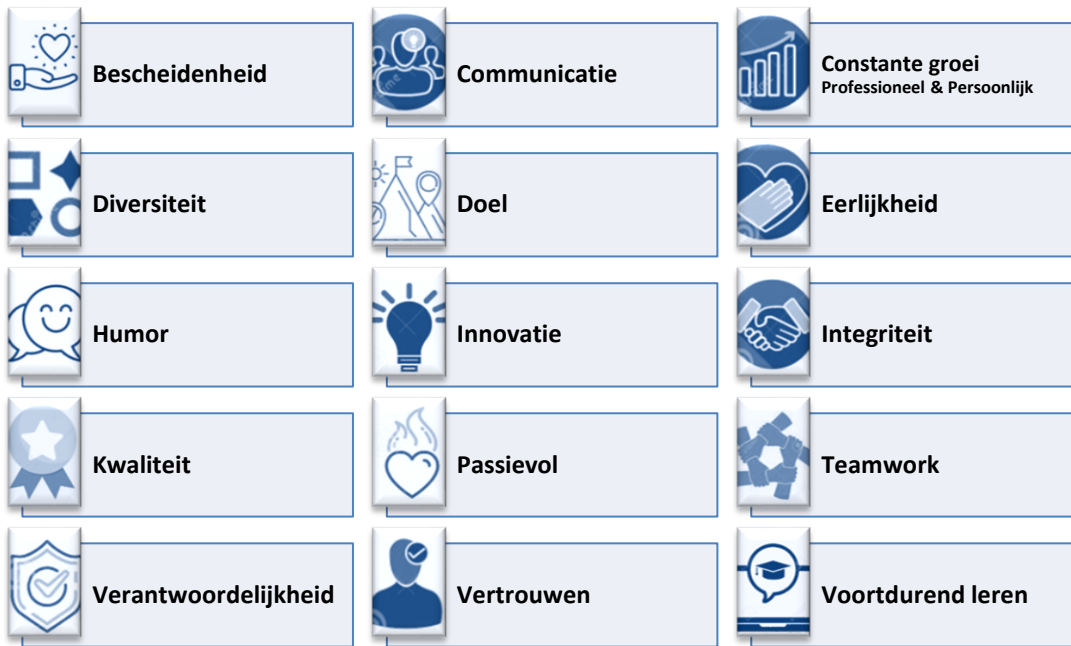 Bescheidenheid
Communicatie
Constante groei
Professioneel & Persoonlijk
Diversiteit
Doel
Eerlijkheid
Humor
Innovatie
Integriteit
Kwaliteit
Passievol
Teamwork
Verantwoordelijkheid
Vertrouwen
Voortdurend leren